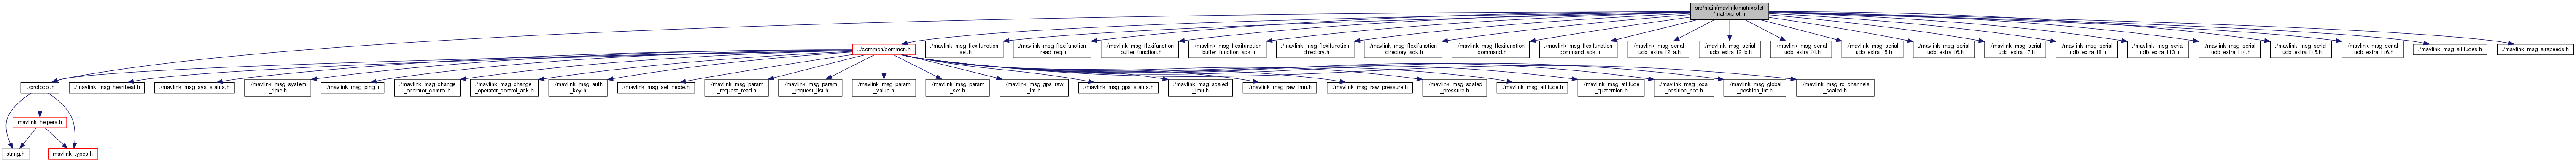 src/main/mavlink/matrixpilot
/matrixpilot.h
../common/common.h
./mavlink_msg_flexifunction
_set.h
./mavlink_msg_flexifunction
_read_req.h
./mavlink_msg_flexifunction
_buffer_function.h
./mavlink_msg_flexifunction
_buffer_function_ack.h
./mavlink_msg_flexifunction
_directory.h
./mavlink_msg_flexifunction
_directory_ack.h
./mavlink_msg_flexifunction
_command.h
./mavlink_msg_flexifunction
_command_ack.h
./mavlink_msg_serial
_udb_extra_f2_a.h
./mavlink_msg_serial
_udb_extra_f2_b.h
./mavlink_msg_serial
_udb_extra_f4.h
./mavlink_msg_serial
_udb_extra_f5.h
./mavlink_msg_serial
_udb_extra_f6.h
./mavlink_msg_serial
_udb_extra_f7.h
./mavlink_msg_serial
_udb_extra_f8.h
./mavlink_msg_serial
_udb_extra_f13.h
./mavlink_msg_serial
_udb_extra_f14.h
./mavlink_msg_serial
_udb_extra_f15.h
./mavlink_msg_serial
_udb_extra_f16.h
./mavlink_msg_altitudes.h
./mavlink_msg_airspeeds.h
../protocol.h
./mavlink_msg_heartbeat.h
./mavlink_msg_sys_status.h
./mavlink_msg_system
_time.h
./mavlink_msg_ping.h
./mavlink_msg_change
_operator_control.h
./mavlink_msg_change
_operator_control_ack.h
./mavlink_msg_auth
_key.h
./mavlink_msg_set_mode.h
./mavlink_msg_param
_request_read.h
./mavlink_msg_param
_request_list.h
./mavlink_msg_param
_value.h
./mavlink_msg_param
_set.h
./mavlink_msg_gps_raw
_int.h
./mavlink_msg_gps_status.h
./mavlink_msg_scaled
_imu.h
./mavlink_msg_raw_imu.h
./mavlink_msg_raw_pressure.h
./mavlink_msg_scaled
_pressure.h
./mavlink_msg_attitude.h
./mavlink_msg_attitude
_quaternion.h
./mavlink_msg_local
_position_ned.h
./mavlink_msg_global
_position_int.h
./mavlink_msg_rc_channels
_scaled.h
mavlink_helpers.h
string.h
mavlink_types.h